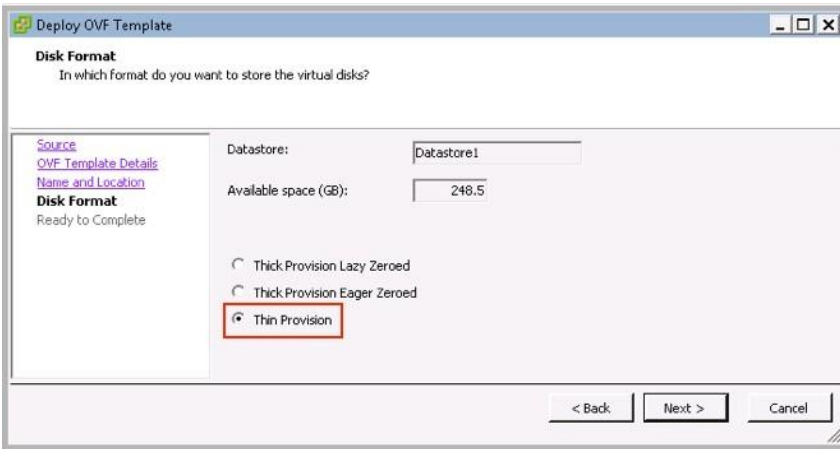 Deploy OVF Template
Disk Format
In which format do you want to store the virtual disks?
Source
OVF Template Details
Name and Location
Disk Format
Ready to Complete
Datastore: Datastore1
Available space (GB): 248.5
Thick Provision Lazy Zeroed
Thick Provision Eager Zeroed
Thin Provision
< Back Next > Cancel